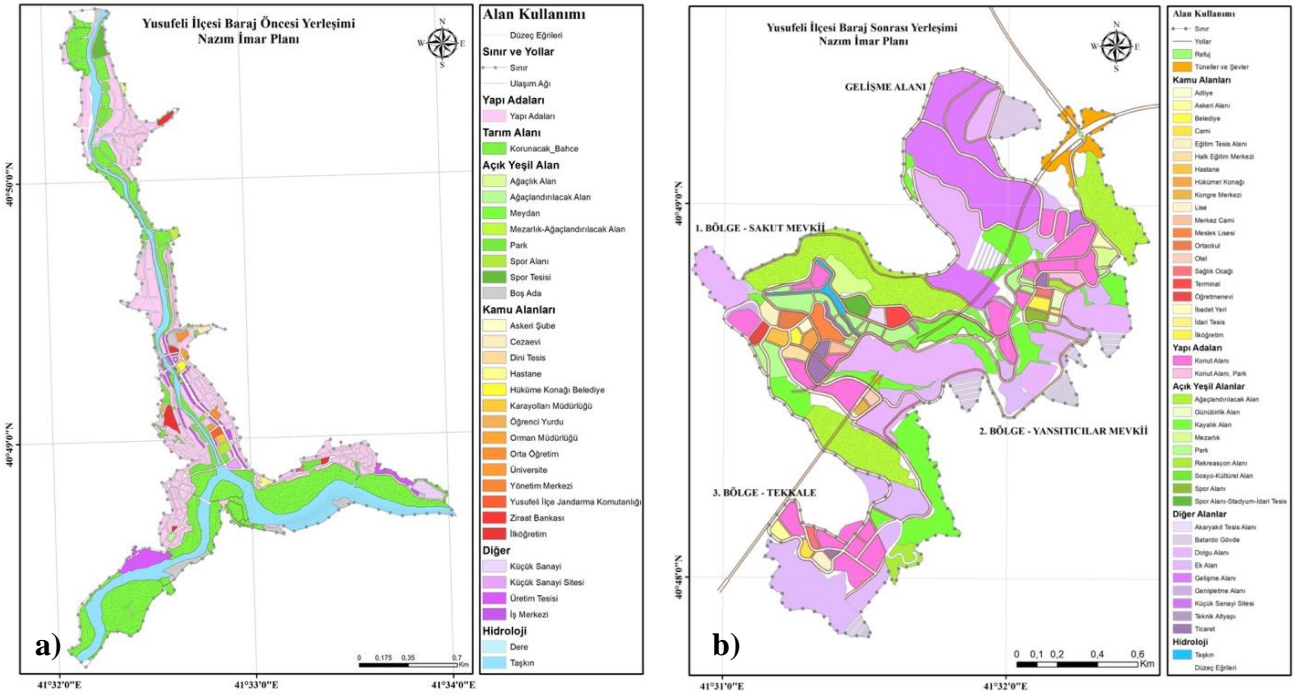 Yusufeli İlçesi Baraj Öncesi Yerleşimi
Nazım İmar Planı
N
W E
S
40°50'0"N
40°49'0"N
41°32'0"E
41°33'0"E
41°34'0"E
a)
0 0,175 0,35 0,7
Km
Alan Kullanımı
Düzeç Eğrileri
Sınır ve Yollar
Sınır
Ulaşım Ağı
Yapı Adaları
Yapı Adaları
Tarım Alanı
Korunacak_Bahce
Açık Yeşil Alan
Ağaçlık Alan
Ağaçlandırılacak Alan
Meydan
Mezarlık-Ağaçlandırılacak Alan
Park
Spor Alanı
Spor Tesisi
Boş Ada
Kamu Alanları
Askeri Şube
Cezaevi
Dini Tesis
Hastane
Hüküme Konağı Belediye
Karayolları Müdürlüğü
Öğrenci Yurdu
Orman Müdürlüğü
Orta Öğretim
Üniversite
Yönetim Merkezi
Yusufeli İlçe Jandarma Komutanlığı
Ziraat Bankası
İlköğretim
Diğer
Küçük Sanayi
Küçük Sanayi Sitesi
Üretim Tesisi
İş Merkezi
Hidroloji
Dere
Taşkın
Yusufeli İlçesi Baraj Sonrası Yerleşimi
Nazım İmar Planı
N
W E
S
GELİŞME ALANI
1. BÖLGE - SAKUT MEVKİİ
2. BÖLGE - YANSITICILAR MEVKİİ
3. BÖLGE - TEKKALE
40°49'0"N
40°48'0"N
41°31'0"E
41°32'0"E
b)
0 0,1 0,2 0,4 0,6
Km
Alan Kullanımı
Sınır
Yollar
Refuj
Tüneller ve Şevler
Kamu Alanları
Adliye
Askeri Alanı
Belediye
Cami
Eğitim Tesis Alanı
Halk Eğitim Merkezi
Hastane
Hükümet Konağı
Kongre Merkezi
Lise
Merkez Cami
Meslek Lisesi
Ortaokul
Otel
Sağlık Ocağı
Terminal
Öğretmenevi
İbadet Yeri
İdari Tesis
İlköğretim
Yapı Adaları
Konut Alanı
Konut Alanı, Park
Açık Yeşil Alanlar
Ağaçlandırılacak Alan
Günübirlik Alan
Kayalık Alan
Mezarlık
Park
Rekreasyon Alanı
Sosyo-Kültürel Alan
Spor Alanı
Spor Alanı-Stadyum-İdari Tesis
Diğer Alanlar
Akaryakıt Tesis Alanı
Batardo Gövde
Dolgu Alanı
Ek Alan
Gelişme Alanı
Genişletme Alanı
Küçük Sanayi Sitesi
Teknik Altyapı
Ticaret
Hidroloji
Taşkın
Düzeç Eğrileri